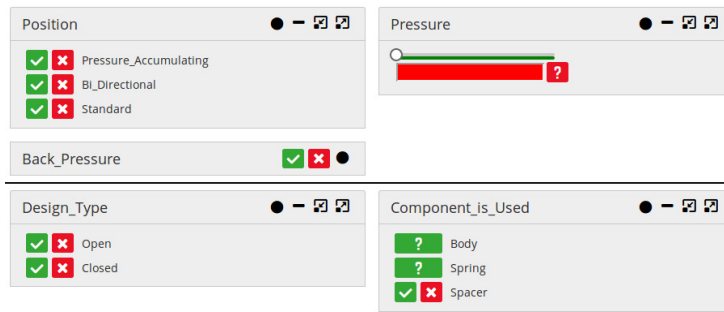 Position
Pressure_Accumulating
Bi_Directional
Standard
Pressure
?
Back_Pressure
Design_Type
Open
Closed
Component_is_Used
? Body
? Spring
Spacer